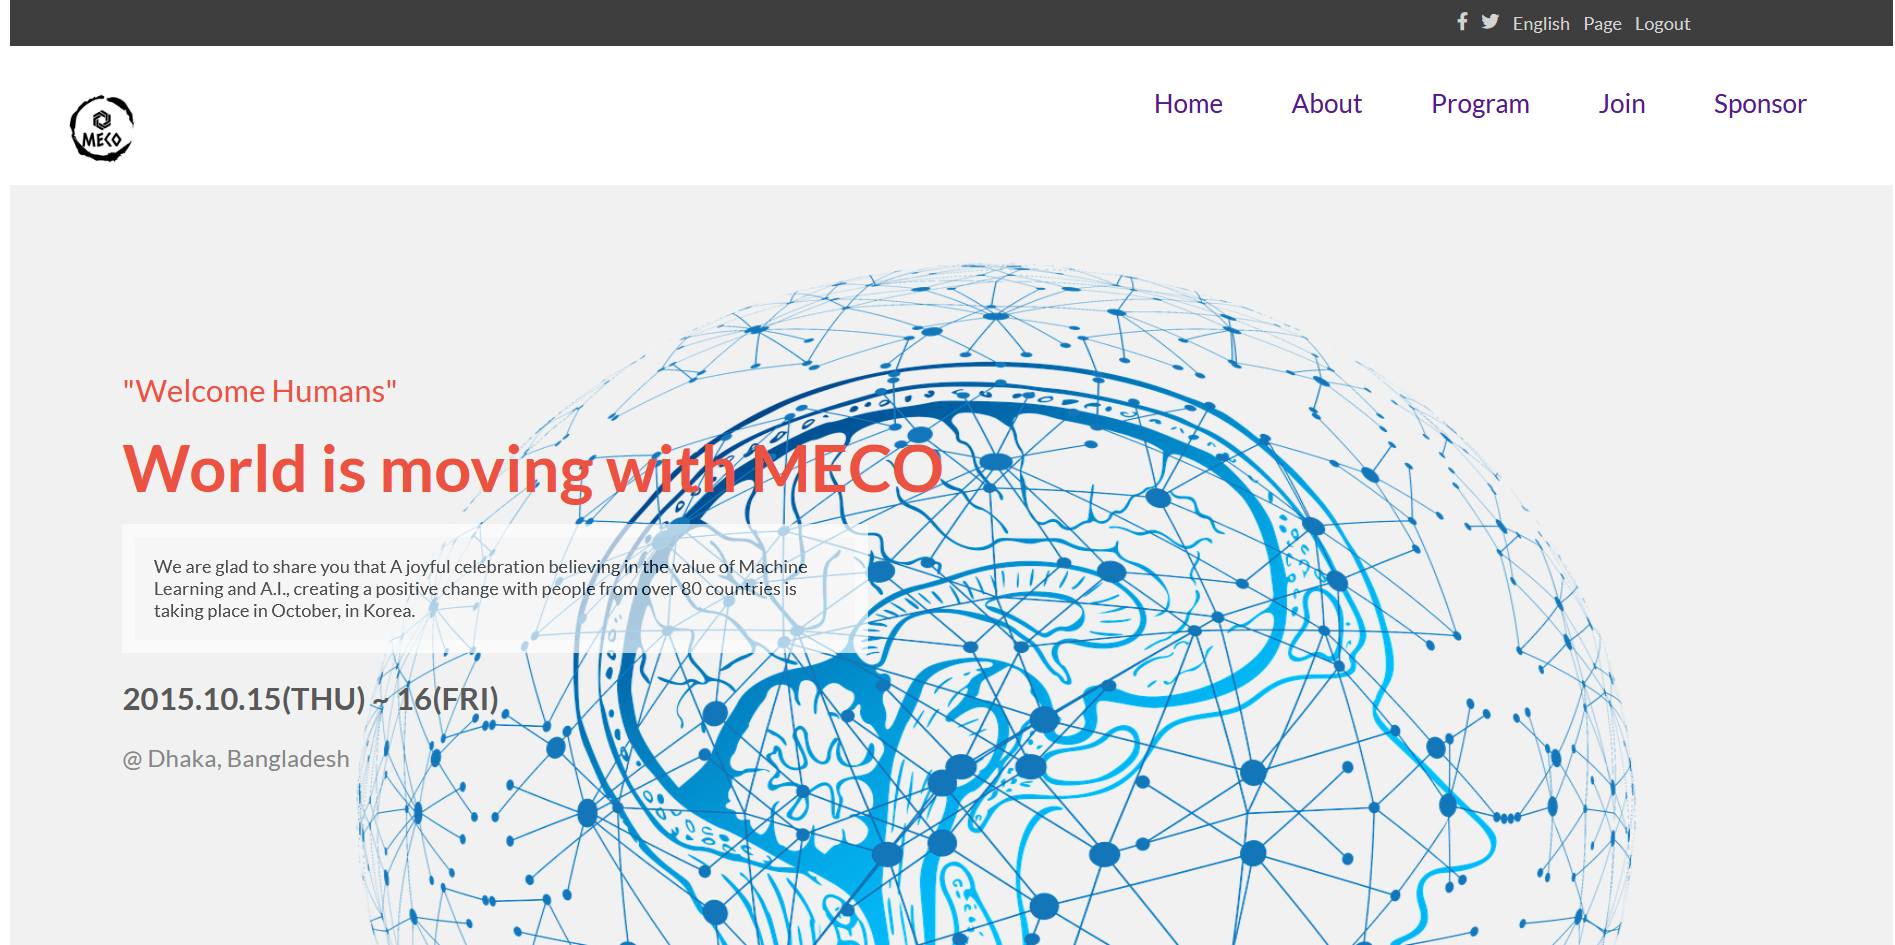 English Page Logout
MECO
Home About Program Join Sponsor
"Welcome Humans"
World is moving with MECO
We are glad to share you that A joyful celebration believing in the value of Machine
Learning and A.I., creating a positive change with people from over 80 countries is
taking place in October, in Korea.
2015.10.15(THU) ~ 16(FRI)
@ Dhaka, Bangladesh